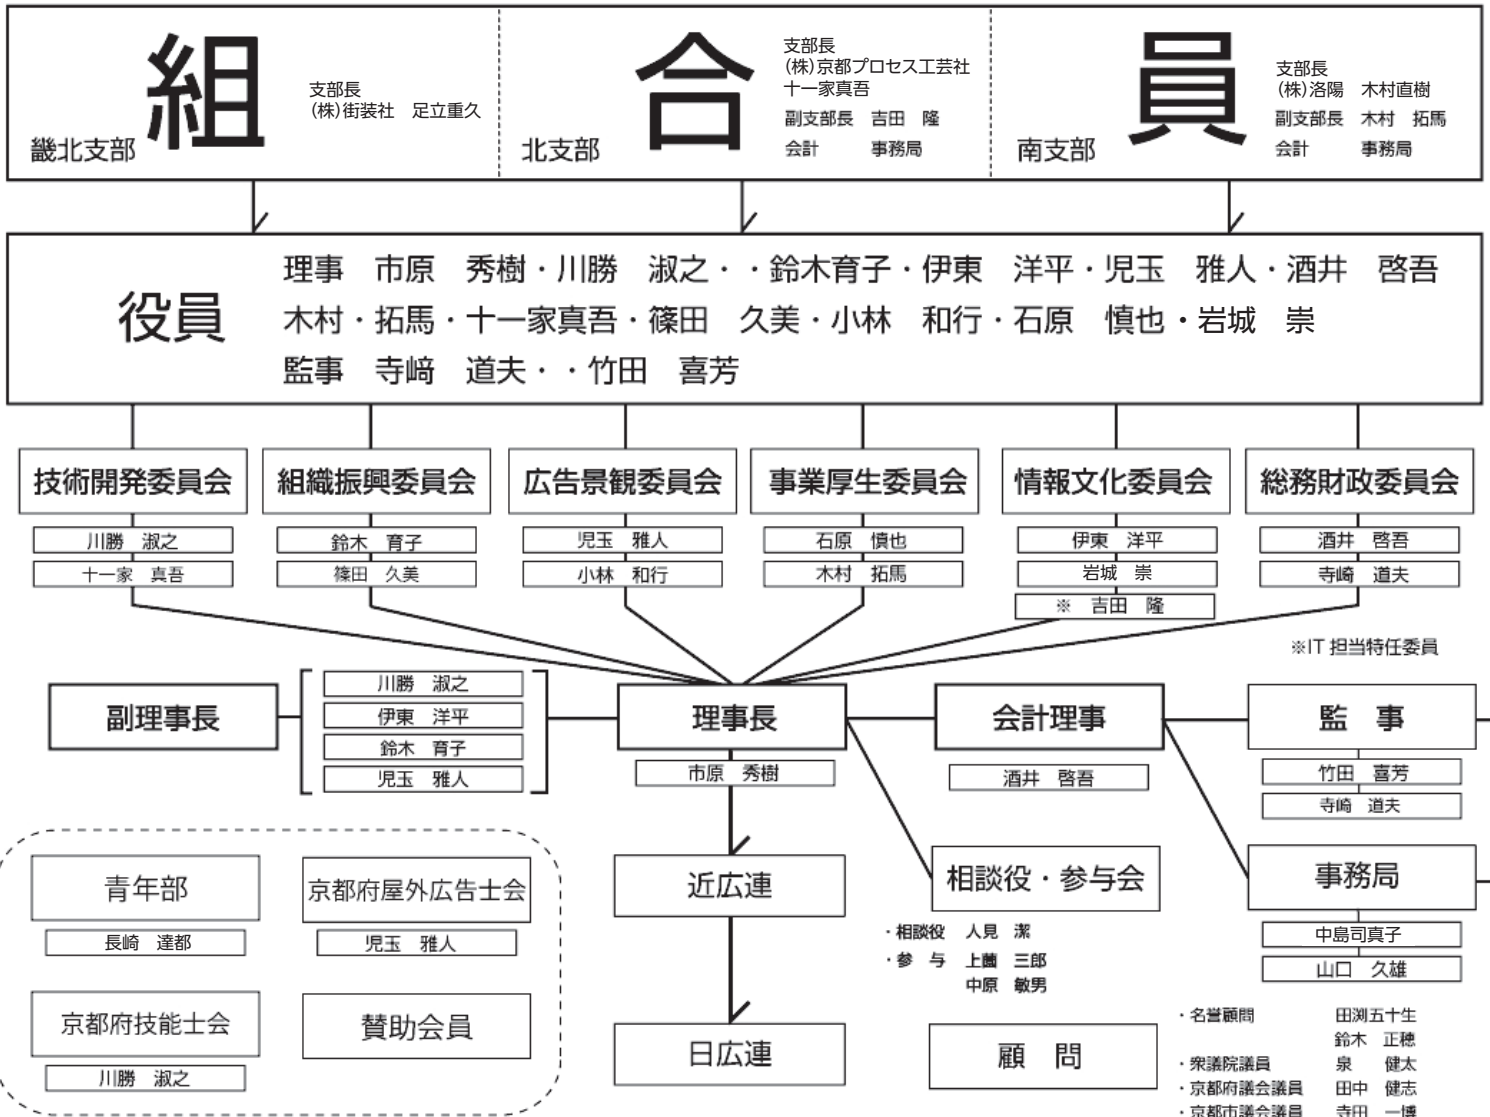 組 合 員
畿北支部
支部長
(株)街装社　足立重久
北支部
支部長
(株)京都プロセス工芸社
十一家真吾
副支部長　吉田　隆
会計　　　事務局
南支部
支部長
(株)洛陽　木村直樹
副支部長　木村　拓馬
会計　　　事務局
役員
理事　市原　秀樹・川勝　淑之・・鈴木育子・伊東　洋平・児玉　雅人・酒井　啓吾
木村・拓馬・十一家真吾・篠田　久美・小林　和行・石原　慎也・岩城　崇
監事　寺﨑　道夫・・竹田　喜芳
技術開発委員会
川勝　淑之
十一家　真吾
組織振興委員会
鈴木　育子
篠田　久美
広告景観委員会
児玉　雅人
小林　和行
事業厚生委員会
石原　慎也
木村　拓馬
情報文化委員会
伊東　洋平
岩城　崇
※　吉田　隆
総務財政委員会
酒井　啓吾
寺崎　道夫
※IT 担当特任委員
副理事長
川勝　淑之
伊東　洋平
鈴木　育子
児玉　雅人
理事長
市原　秀樹
会計理事
酒井　啓吾
監　事
竹田　喜芳
寺崎　道夫
青年部
長崎　達都
京都府屋外広告士会
児玉　雅人
京都府技能士会
川勝　淑之
賛助会員
近広連
日広連
相談役・参与会
・相談役　人見　潔
・参　与　上薗　三郎
中原　敏男
事務局
中島司真子
山口　久雄
顧　問
・名誉顧問　田渕五十生
鈴木　正穂
・衆議院議員　泉　健太
・京都府議会議員　田中　健志
・京都市議会議員　寺田　一博